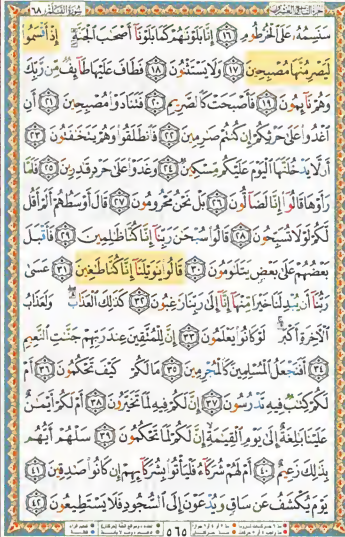 سُورَةُ القَلَمِ ١٦٨
سَنَسِمُهُۥ عَلَى ٱلْخُرْطُومِ ١٦ إِنَّا بَلَوْنَٰهُمْ كَمَا بَلَوْنَآ أَصْحَٰبَ ٱلْجَنَّةِ إِذْ أَقْسَمُوا۟
لَيَصْرِمُنَّهَا مُصْبِحِينَ ١٧ وَلَا يَسْتَثْنُونَ ١٨ فَطَافَ عَلَيْهَا طَآئِفٌ مِّن رَّبِّكَ
وَهُمْ نَآئِمُونَ ١٩ فَأَصْبَحَتْ كَٱلصَّرِيمِ ٢٠ فَتَنَادَوْا۟ مُصْبِحِينَ ٢١ أَنِ
ٱغْدُوا۟ عَلَىٰ حَرْثِكُمْ إِن كُنتُمْ صَٰرِمِينَ ٢٢ فَٱنطَلَقُوا۟ وَهُمْ يَتَخَٰفَتُونَ ٢٣
أَن لَّا يَدْخُلَنَّهَا ٱلْيَوْمَ عَلَيْكُم مِّسْكِينٌ ٢٤ وَغَدَوْا۟ عَلَىٰ حَرْدٍ قَٰدِرِينَ ٢٥ فَلَمَّا
رَأَوْهَا قَالُوٓا۟ إِنَّا لَضَآلُّونَ ٢٦ بَلْ نَحْنُ مَحْرُومُونَ ٢٧ قَالَ أَوْسَطُهُمْ أَلَمْ أَقُل
لَّكُمْ لَوْلَا تُسَبِّحُونَ ٢٨ قَالُوا۟ سُبْحَٰنَ رَبِّنَآ إِنَّا كُنَّا ظَٰلِمِينَ ٢٩ فَأَقْبَلَ
بَعْضُهُمْ عَلَىٰ بَعْضٍ يَتَلَٰوَمُونَ ٣٠ قَالُوا۟ يَٰوَيْلَنَآ إِنَّا كُنَّا طَٰغِينَ ٣١ عَسَىٰ
رَبُّنَآ أَن يُبْدِلَنَا خَيْرًا مِّنْهَآ إِنَّآ إِلَىٰ رَبِّنَا رَٰغِبُونَ ٣٢ كَذَٰلِكَ ٱلْعَذَابُ وَلَعَذَابُ
ٱلْءَاخِرَةِ أَكْبَرُ لَوْ كَانُوا۟ يَعْلَمُونَ ٣٣ إِنَّ لِلْمُتَّقِينَ عِندَ رَبِّهِمْ جَنَّٰتِ ٱلنَّعِيمِ
٣٤ أَفَنَجْعَلُ ٱلْمُسْلِمِينَ كَٱلْمُجْرِمِينَ ٣٥ مَا لَكُمْ كَيْفَ تَحْكُمُونَ ٣٦ أَمْ
لَكُمْ كِتَٰبٌ فِيهِ تَدْرُسُونَ ٣٧ إِنَّ لَكُمْ فِيهِ لَمَا تَخَيَّرُونَ ٣٨ أَمْ لَكُمْ أَيْمَٰنٌ
عَلَيْنَا بَٰلِغَةٌ إِلَىٰ يَوْمِ ٱلْقِيَٰمَةِ إِنَّ لَكُمْ لَمَا تَحْكُمُونَ ٣٩ سَلْهُمْ أَيُّهُم
بِذَٰلِكَ زَعِيمٌ ٤٠ أَمْ لَهُمْ شُرَكَآءُ فَلْيَأْتُوا۟ بِشُرَكَآئِهِمْ إِن كَانُوا۟ صَٰدِقِينَ ٤١
يَوْمَ يُكْشَفُ عَن سَاقٍ وَيُدْعَوْنَ إِلَى ٱلسُّجُودِ فَلَا يَسْتَطِيعُونَ ٤٢
٥٦٥